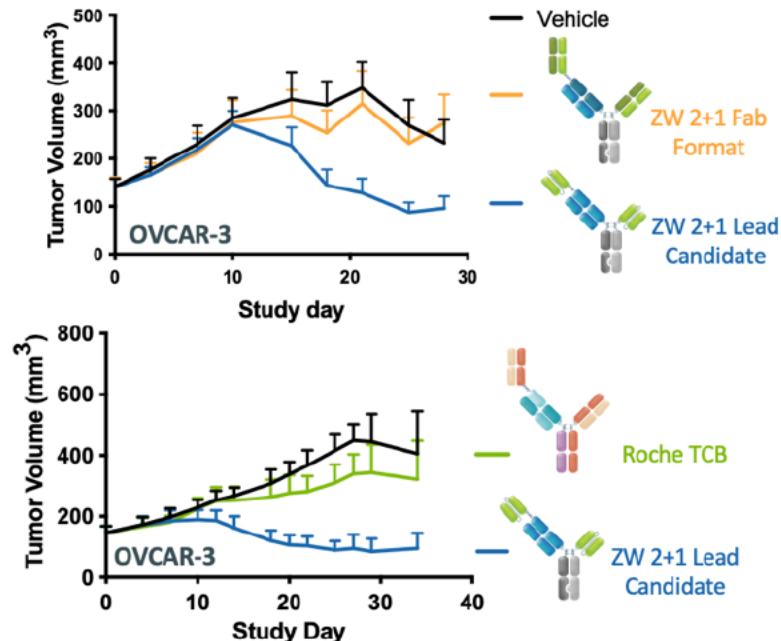 500
400
300
200
100
0
Tumor Volume (mm³)
OVCAR-3
0
10
20
30
Study day
Vehicle
ZW 2+1 Fab
Format
ZW 2+1 Lead
Candidate
800
600
400
200
0
Tumor Volume (mm³)
OVCAR-3
0
10
20
30
40
Study Day
Roche TCB
ZW 2+1 Lead
Candidate